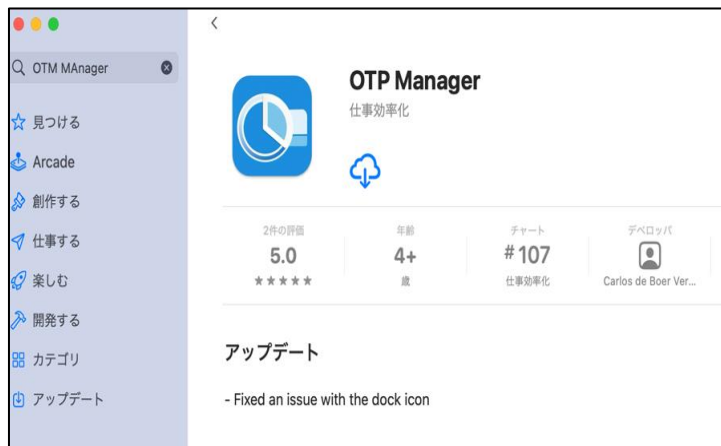 OTM MAnager
見つける
Arcade
創作する
仕事する
楽しむ
開発する
カテゴリ
アップデート
OTP Manager
仕事効率化
2件の評価
5.0
★★★★★
年齢
4+
歳
チャート
#107
仕事効率化
デベロッパ
Carlos de Boer Ver...
アップデート
- Fixed an issue with the dock icon